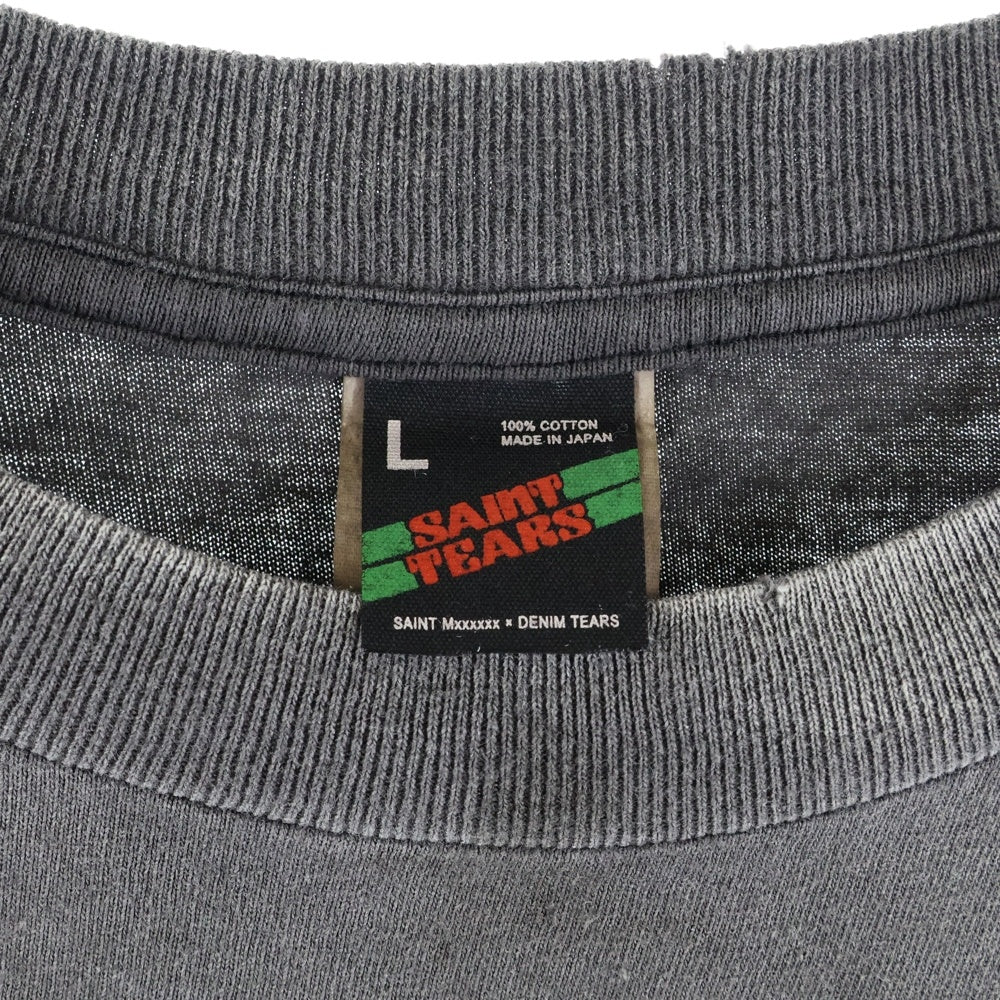 L
100% COTTON
MADE IN JAPAN
SAINT
TEARS
SAINT Mxxxxxx × DENIM TEARS